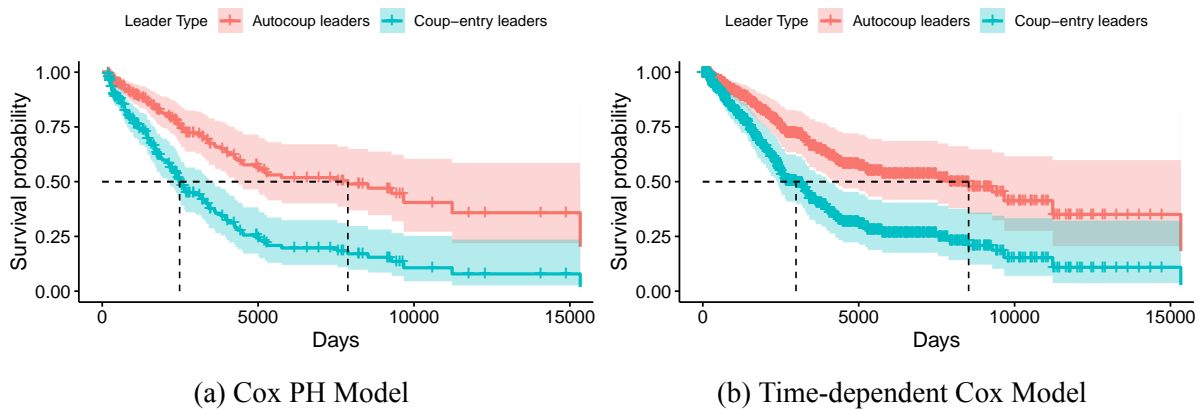 Leader Type Autocoup leaders Coup−entry leaders
Survival probability
1.00
0.75
0.50
0.25
0.00
0 5000 10000 15000
Days
(a) Cox PH Model
Leader Type Autocoup leaders Coup−entry leaders
Survival probability
1.00
0.75
0.50
0.25
0.00
0 5000 10000 15000
Days
(b) Time-dependent Cox Model